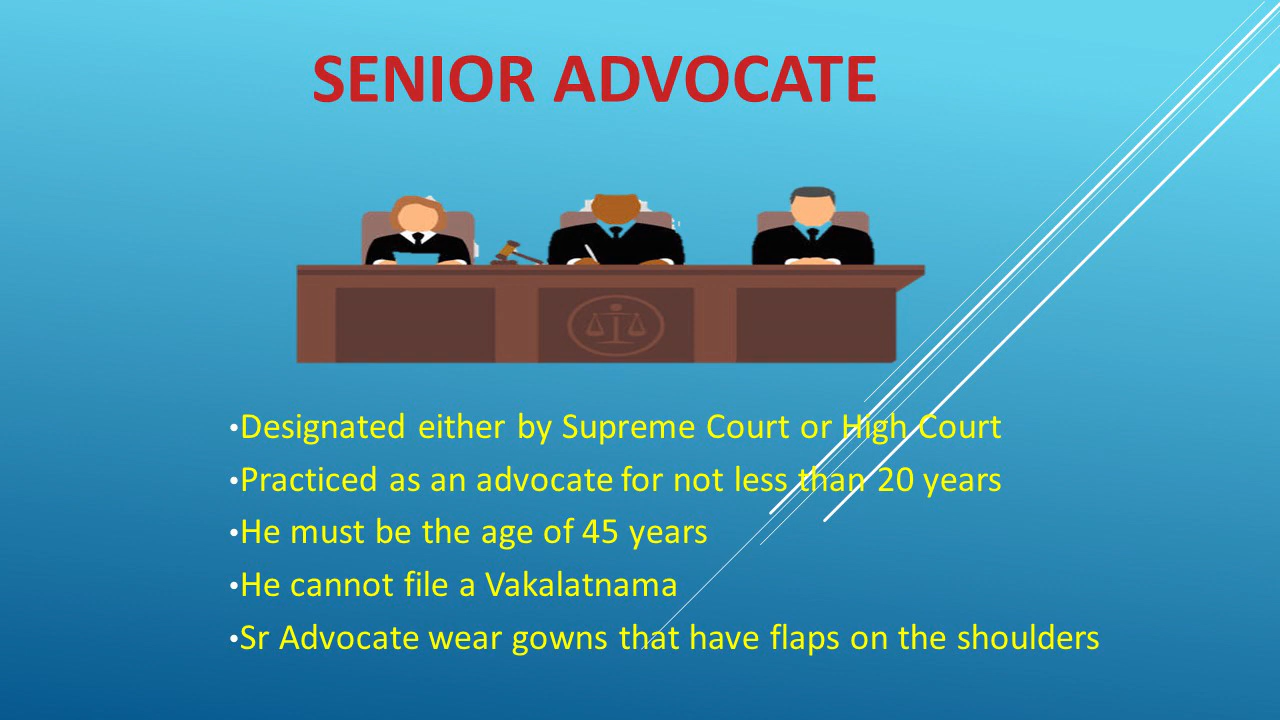 SENIOR ADVOCATE
•Designated either by Supreme Court or High Court
•Practiced as an advocate for not less than 20 years
•He must be the age of 45 years
•He cannot file a Vakalatnama
•Sr Advocate wear gowns that have flaps on the shoulders